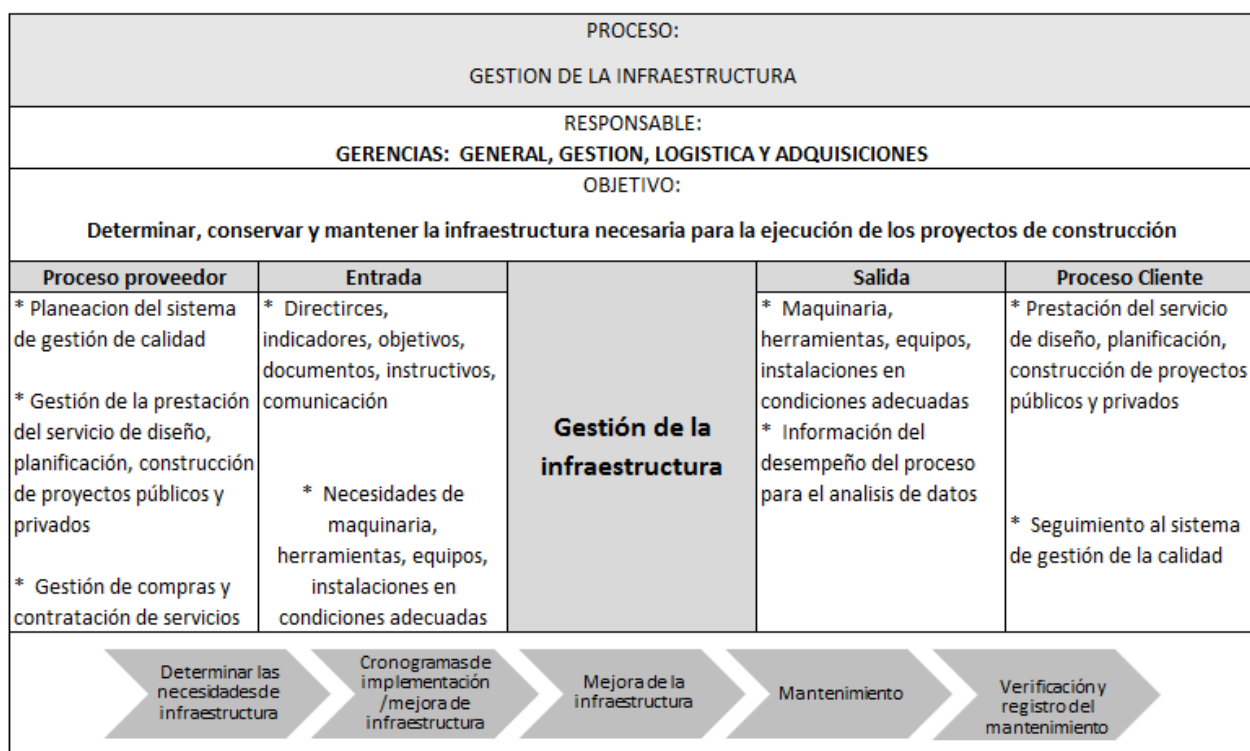 PROCESO:
GESTION DE LA INFRAESTRUCTURA
RESPONSABLE:
GERENCIAS: GENERAL, GESTION, LOGISTICA Y ADQUISICIONES
OBJETIVO:
Determinar, conservar y mantener la infraestructura necesaria para la ejecución de los proyectos de construcción
Proceso proveedor
* Planeacion del sistema
de gestión de calidad
* Gestión de la prestación
del servicio de diseño,
planificación, construcción
de proyectos públicos y
privados
* Gestión de compras y
contratación de servicios
Entrada
* Directirces,
indicadores, objetivos,
documentos, instructivos,
comunicación
* Necesidades de
maquinaria,
herramientas, equipos,
instalaciones en
condiciones adecuadas
Gestión de la
infraestructura
Salida
* Maquinaria,
herramientas, equipos,
instalaciones en
condiciones adecuadas
* Información del
desempeño del proceso
para el analisis de datos
Proceso Cliente
* Prestación del servicio
de diseño, planificación,
construcción de proyectos
públicos y privados
* Seguimiento al sistema
de gestión de la calidad
Determinar las
necesidades de
infraestructura
Cronogramas de
implementación
/mejora de
infraestructura
Mejora de la
infraestructura
Mantenimiento
Verificación y
registro del
mantenimiento